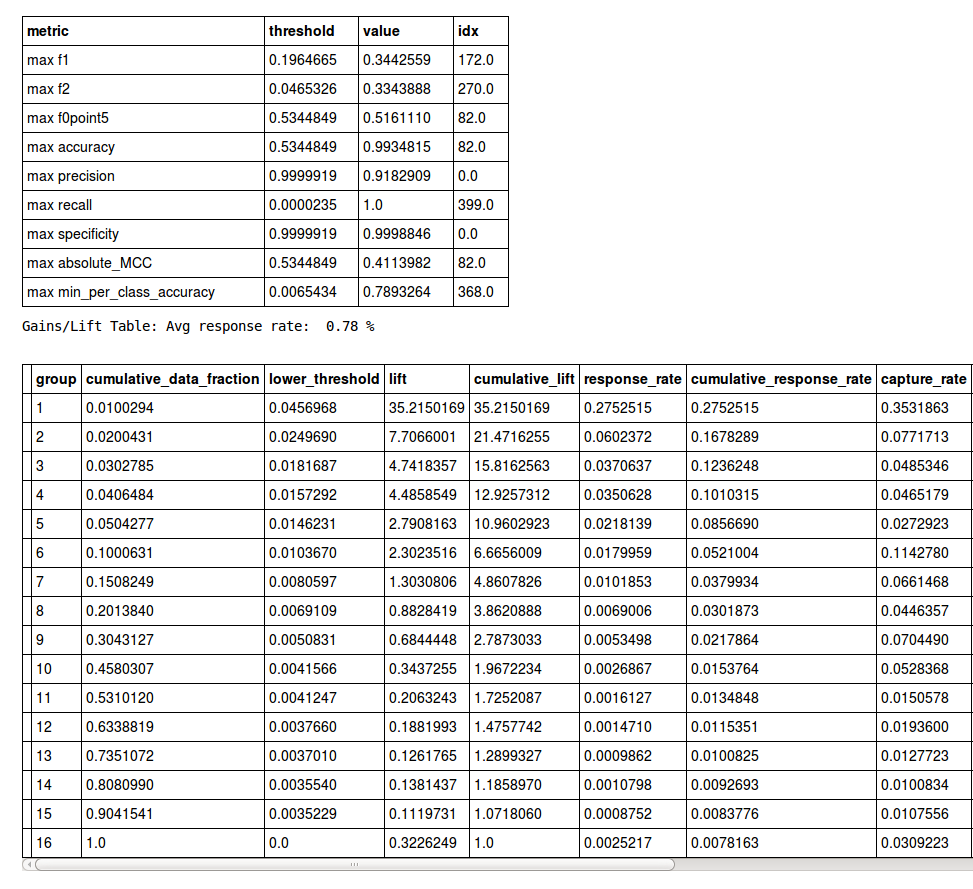 metric threshold value idx
max f1 0.1964665 0.3442559 172.0
max f2 0.0465326 0.3343888 270.0
max f0point5 0.5344849 0.5161110 82.0
max accuracy 0.5344849 0.9934815 82.0
max precision 0.9999919 0.9182909 0.0
max recall 0.0000235 1.0 399.0
max specificity 0.9999919 0.9998846 0.0
max absolute_MCC 0.5344849 0.4113982 82.0
max min_per_class_accuracy 0.0065434 0.7893264 368.0
Gains/Lift Table: Avg response rate:  0.78 %
group cumulative_data_fraction lower_threshold lift cumulative_lift response_rate cumulative_response_rate capture_rate
1 0.0100294 0.0456968 35.2150169 35.2150169 0.2752515 0.2752515 0.3531863
2 0.0200431 0.0249690 7.7066001 21.4716255 0.0602372 0.1678289 0.0771713
3 0.0302785 0.0181687 4.7418357 15.8162563 0.0370637 0.1236248 0.0485346
4 0.0406484 0.0157292 4.4858549 12.9257312 0.0350628 0.1010315 0.0465179
5 0.0504277 0.0146231 2.7908163 10.9602923 0.0218139 0.0856690 0.0272923
6 0.1000631 0.0103670 2.3023516 6.6656009 0.0179959 0.0521004 0.1142780
7 0.1508249 0.0080597 1.3030806 4.8607826 0.0101853 0.0379934 0.0661468
8 0.2013840 0.0069109 0.8828419 3.8620888 0.0069006 0.0301873 0.0446357
9 0.3043127 0.0050831 0.6844448 2.7873033 0.0053498 0.0217864 0.0704490
10 0.4580307 0.0041566 0.3437255 1.9672234 0.0026867 0.0153764 0.0528368
11 0.5310120 0.0041247 0.2063243 1.7252087 0.0016127 0.0134848 0.0150578
12 0.6338819 0.0037660 0.1881993 1.4757742 0.0014710 0.0115351 0.0193600
13 0.7351072 0.0037010 0.1261765 1.2899327 0.0009862 0.0100825 0.0127723
14 0.8080990 0.0035540 0.1381437 1.1858970 0.0010798 0.0092693 0.0100834
15 0.9041541 0.0035229 0.1119731 1.0718060 0.0008752 0.0083776 0.0107556
16 1.0 0.0 0.3226249 1.0 0.0025217 0.0078163 0.0309223